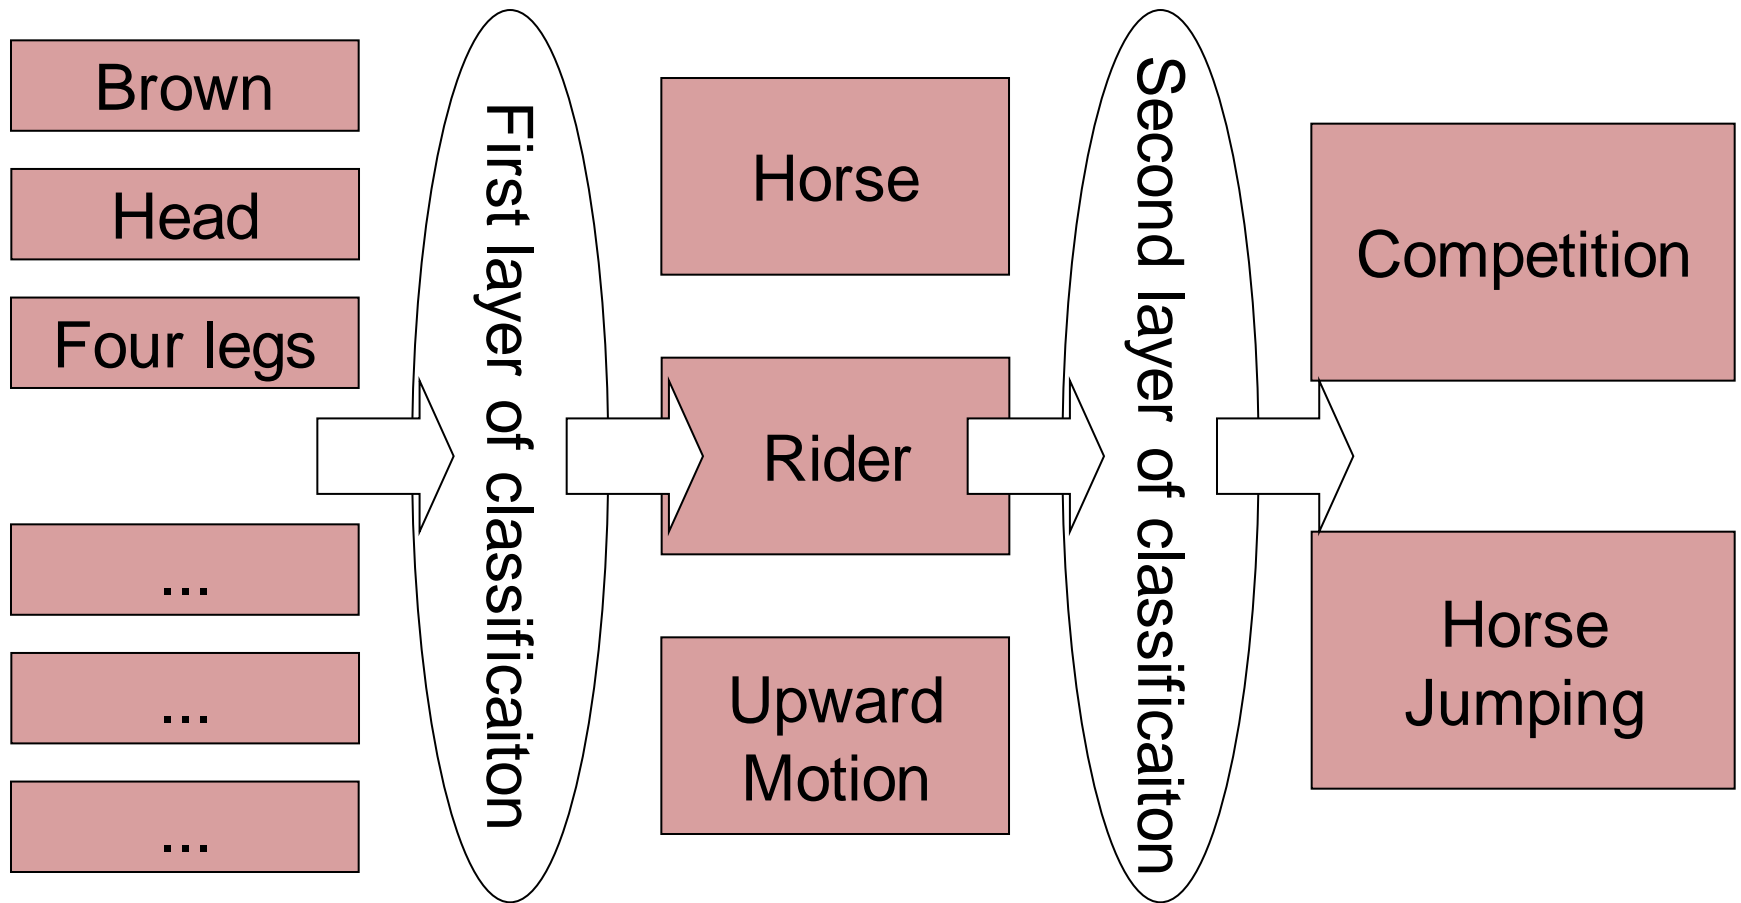 Brown
Head
Four legs
...
...
...
First layer of classificaiton
Horse
Rider
Upward
Motion
Second layer of classificaiton
Competition
Horse
Jumping